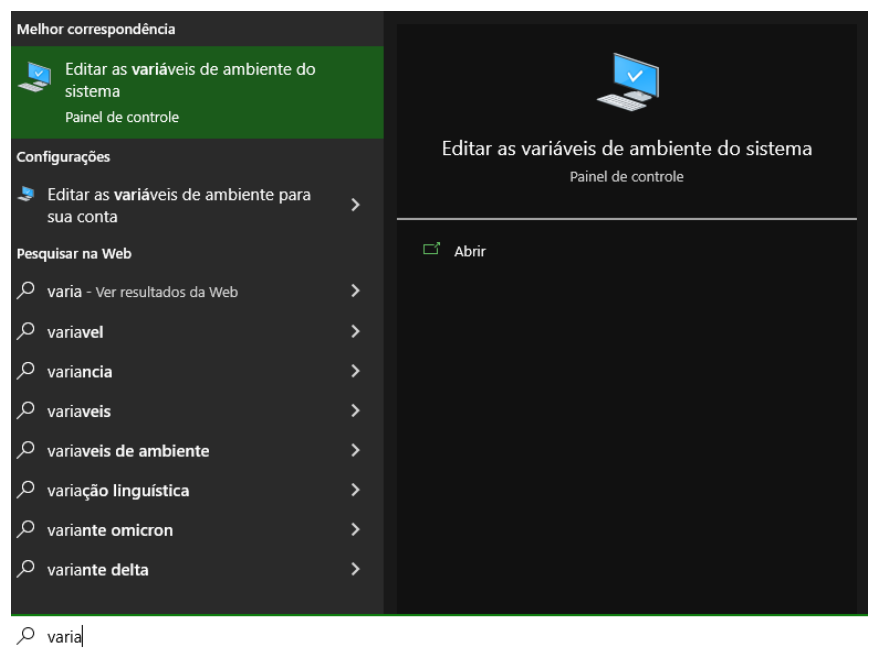 Melhor correspondência
Editar as variáveis de ambiente do
sistema
Painel de controle
Configurações
Editar as variáveis de ambiente para
sua conta
Pesquisar na Web
varia - Ver resultados da Web
variavel
variancia
variaveis
variaveis de ambiente
variação linguística
variante omicron
variante delta
varia
Editar as variáveis de ambiente do sistema
Painel de controle
Abrir